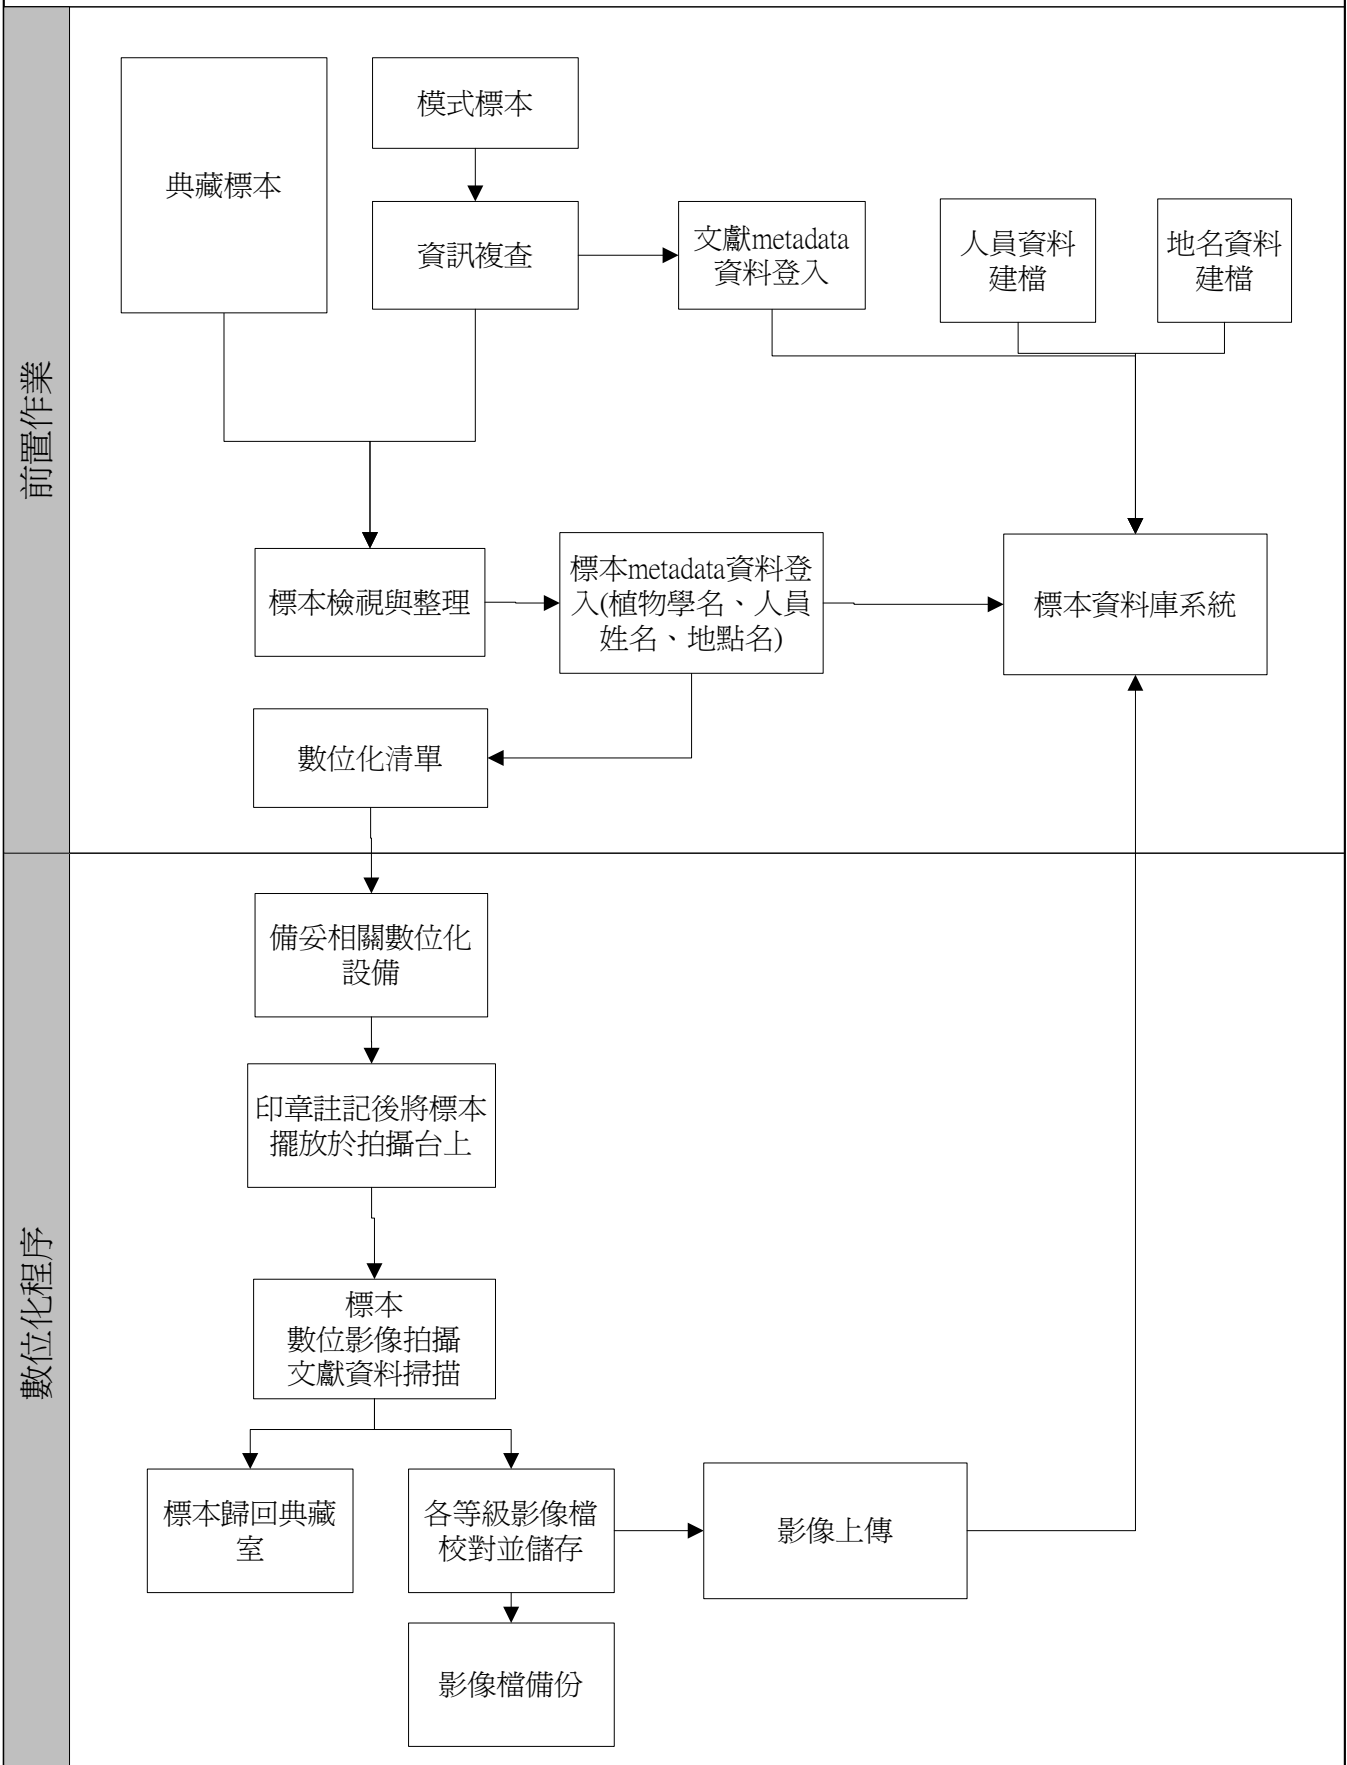 前置作業
典藏標本
模式標本
資訊複查
文獻metadata
資料登入
人員資料
建檔
地名資料
建檔
標本檢視與整理
標本metadata資料登
入(植物學名、人員
姓名、地點名)
標本資料庫系統
數位化清單
數位化程序
備妥相關數位化
設備
印章註記後將標本
擺放於拍攝台上
標本
數位影像拍攝
文獻資料掃描
標本歸回典藏
室
各等級影像檔
校對並儲存
影像上傳
影像檔備份